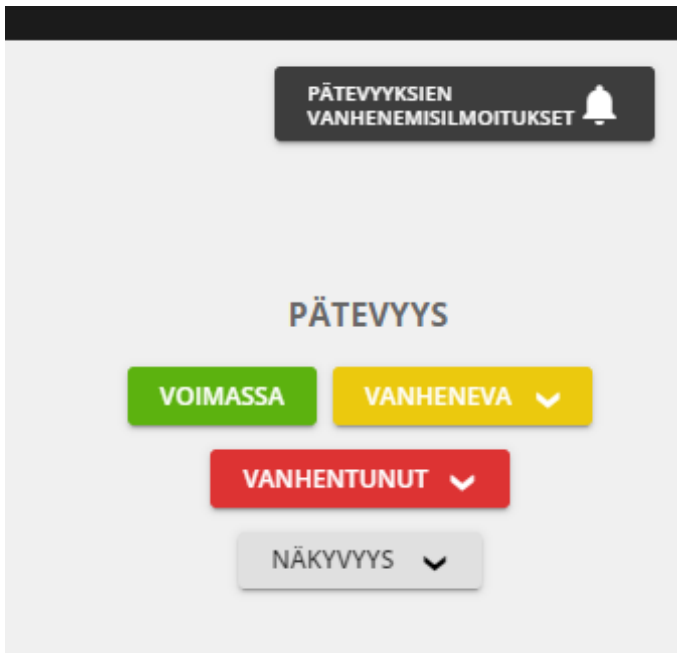 PÄTEVYYKSIEN
VANHENEMISILMOITUKSET
PÄTEVYYS
VOIMASSA VANHENEVA
VANHENTUNUT
NÄKYVYYS